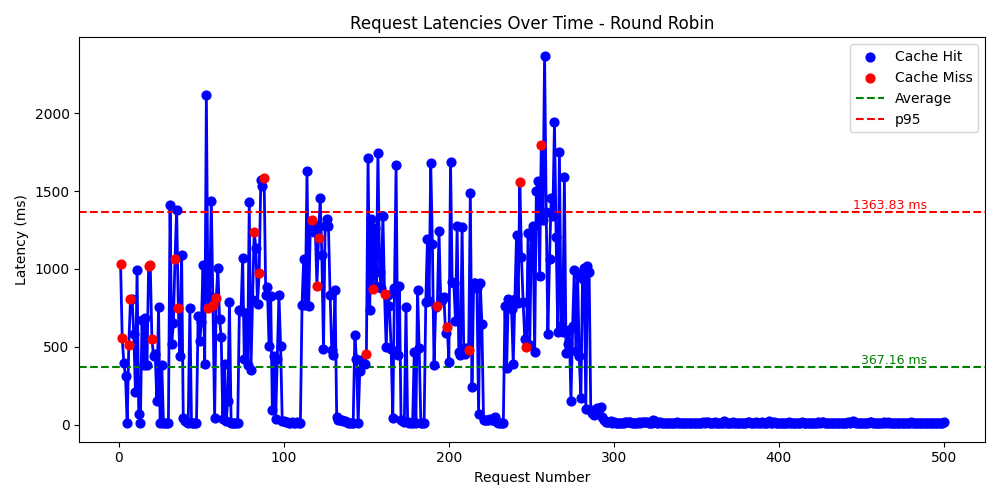 Request Latencies Over Time - Round Robin
Latency (ms)
2000
1500
1000
500
0
Cache Hit
Cache Miss
Average
p95
1363.83 ms
367.16 ms
0
100
200
300
400
500
Request Number